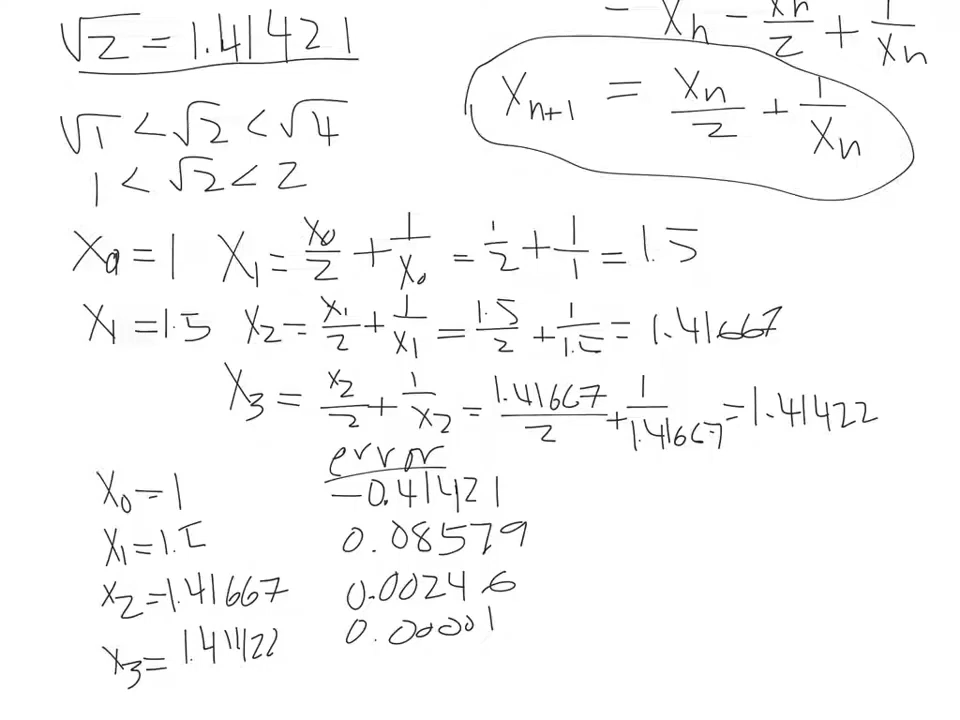 √2 = 1.41421
= xn - xn/2 + 1/xn
xn+1 = xn/2 + 1/xn
√1 < √2 < √4
1 < √2 < 2
x0 = 1 x1 = x0/2 + 1/x0 = 1/2 + 1/1 = 1.5
x1 = 1.5 x2 = x1/2 + 1/x1 = 1.5/2 + 1/1.5 = 1.41667
x3 = x2/2 + 1/x2 = 1.41667/2 + 1/1.41667 = 1.41422
error
x0 = 1 -0.41421
x1 = 1.5 0.08579
x2 = 1.41667 0.00246
x3 = 1.41422 0.00001